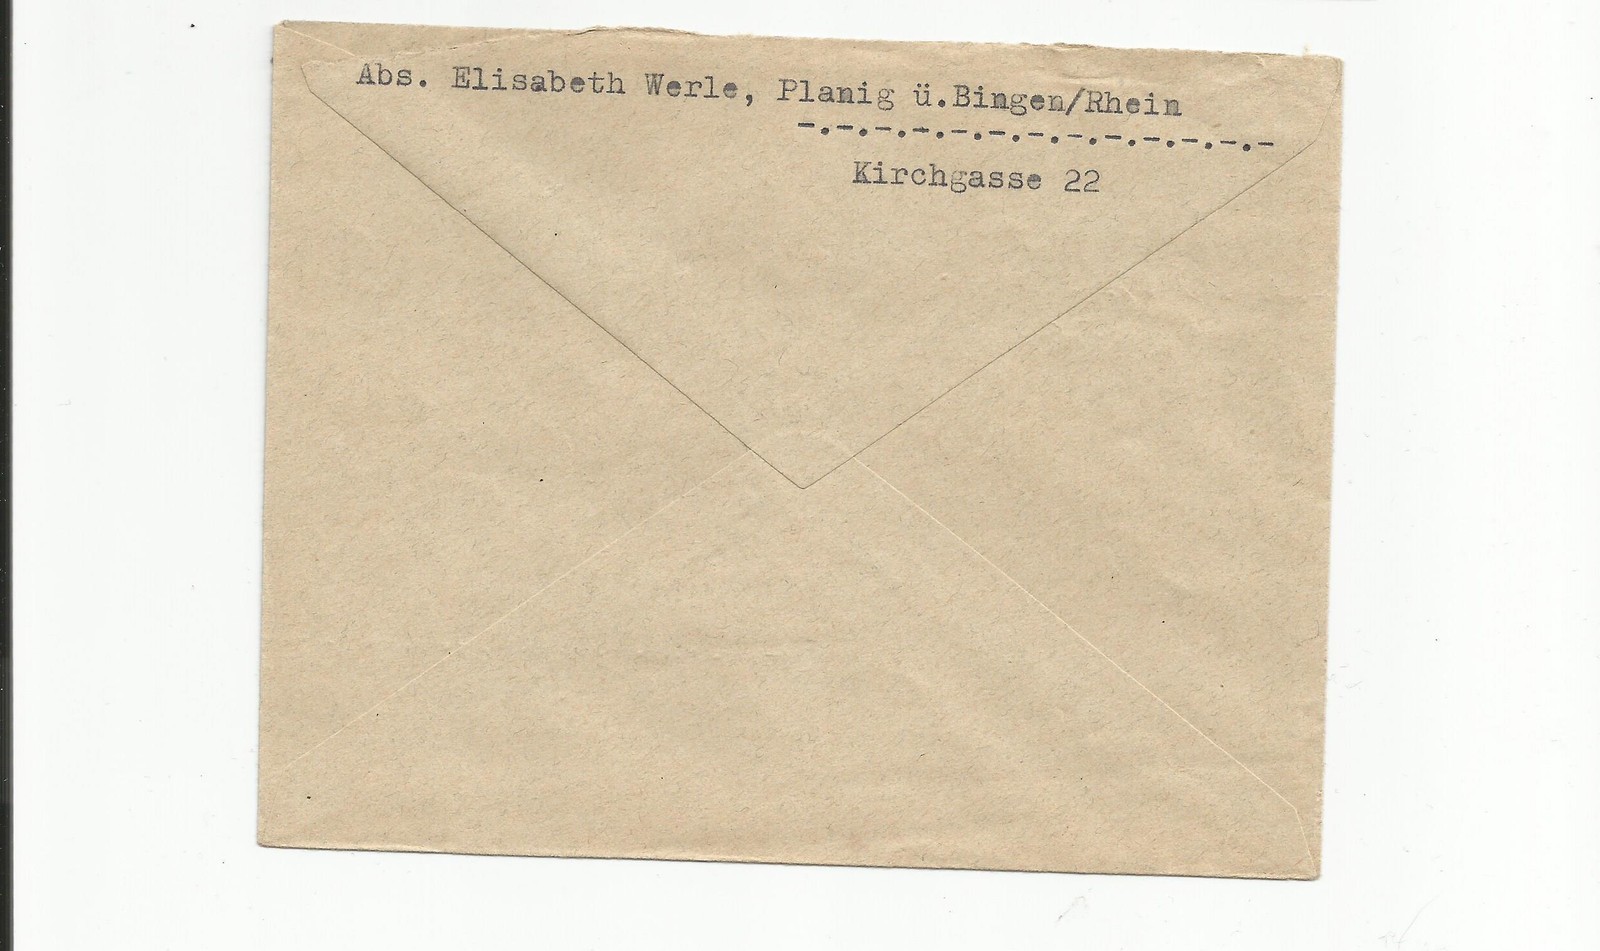 Abs. Elisabeth Werle, Planig ü.Bingen/Rhein
-.-.-.-.-.-.-.-.-.-.-.-.-
Kirchgasse 22